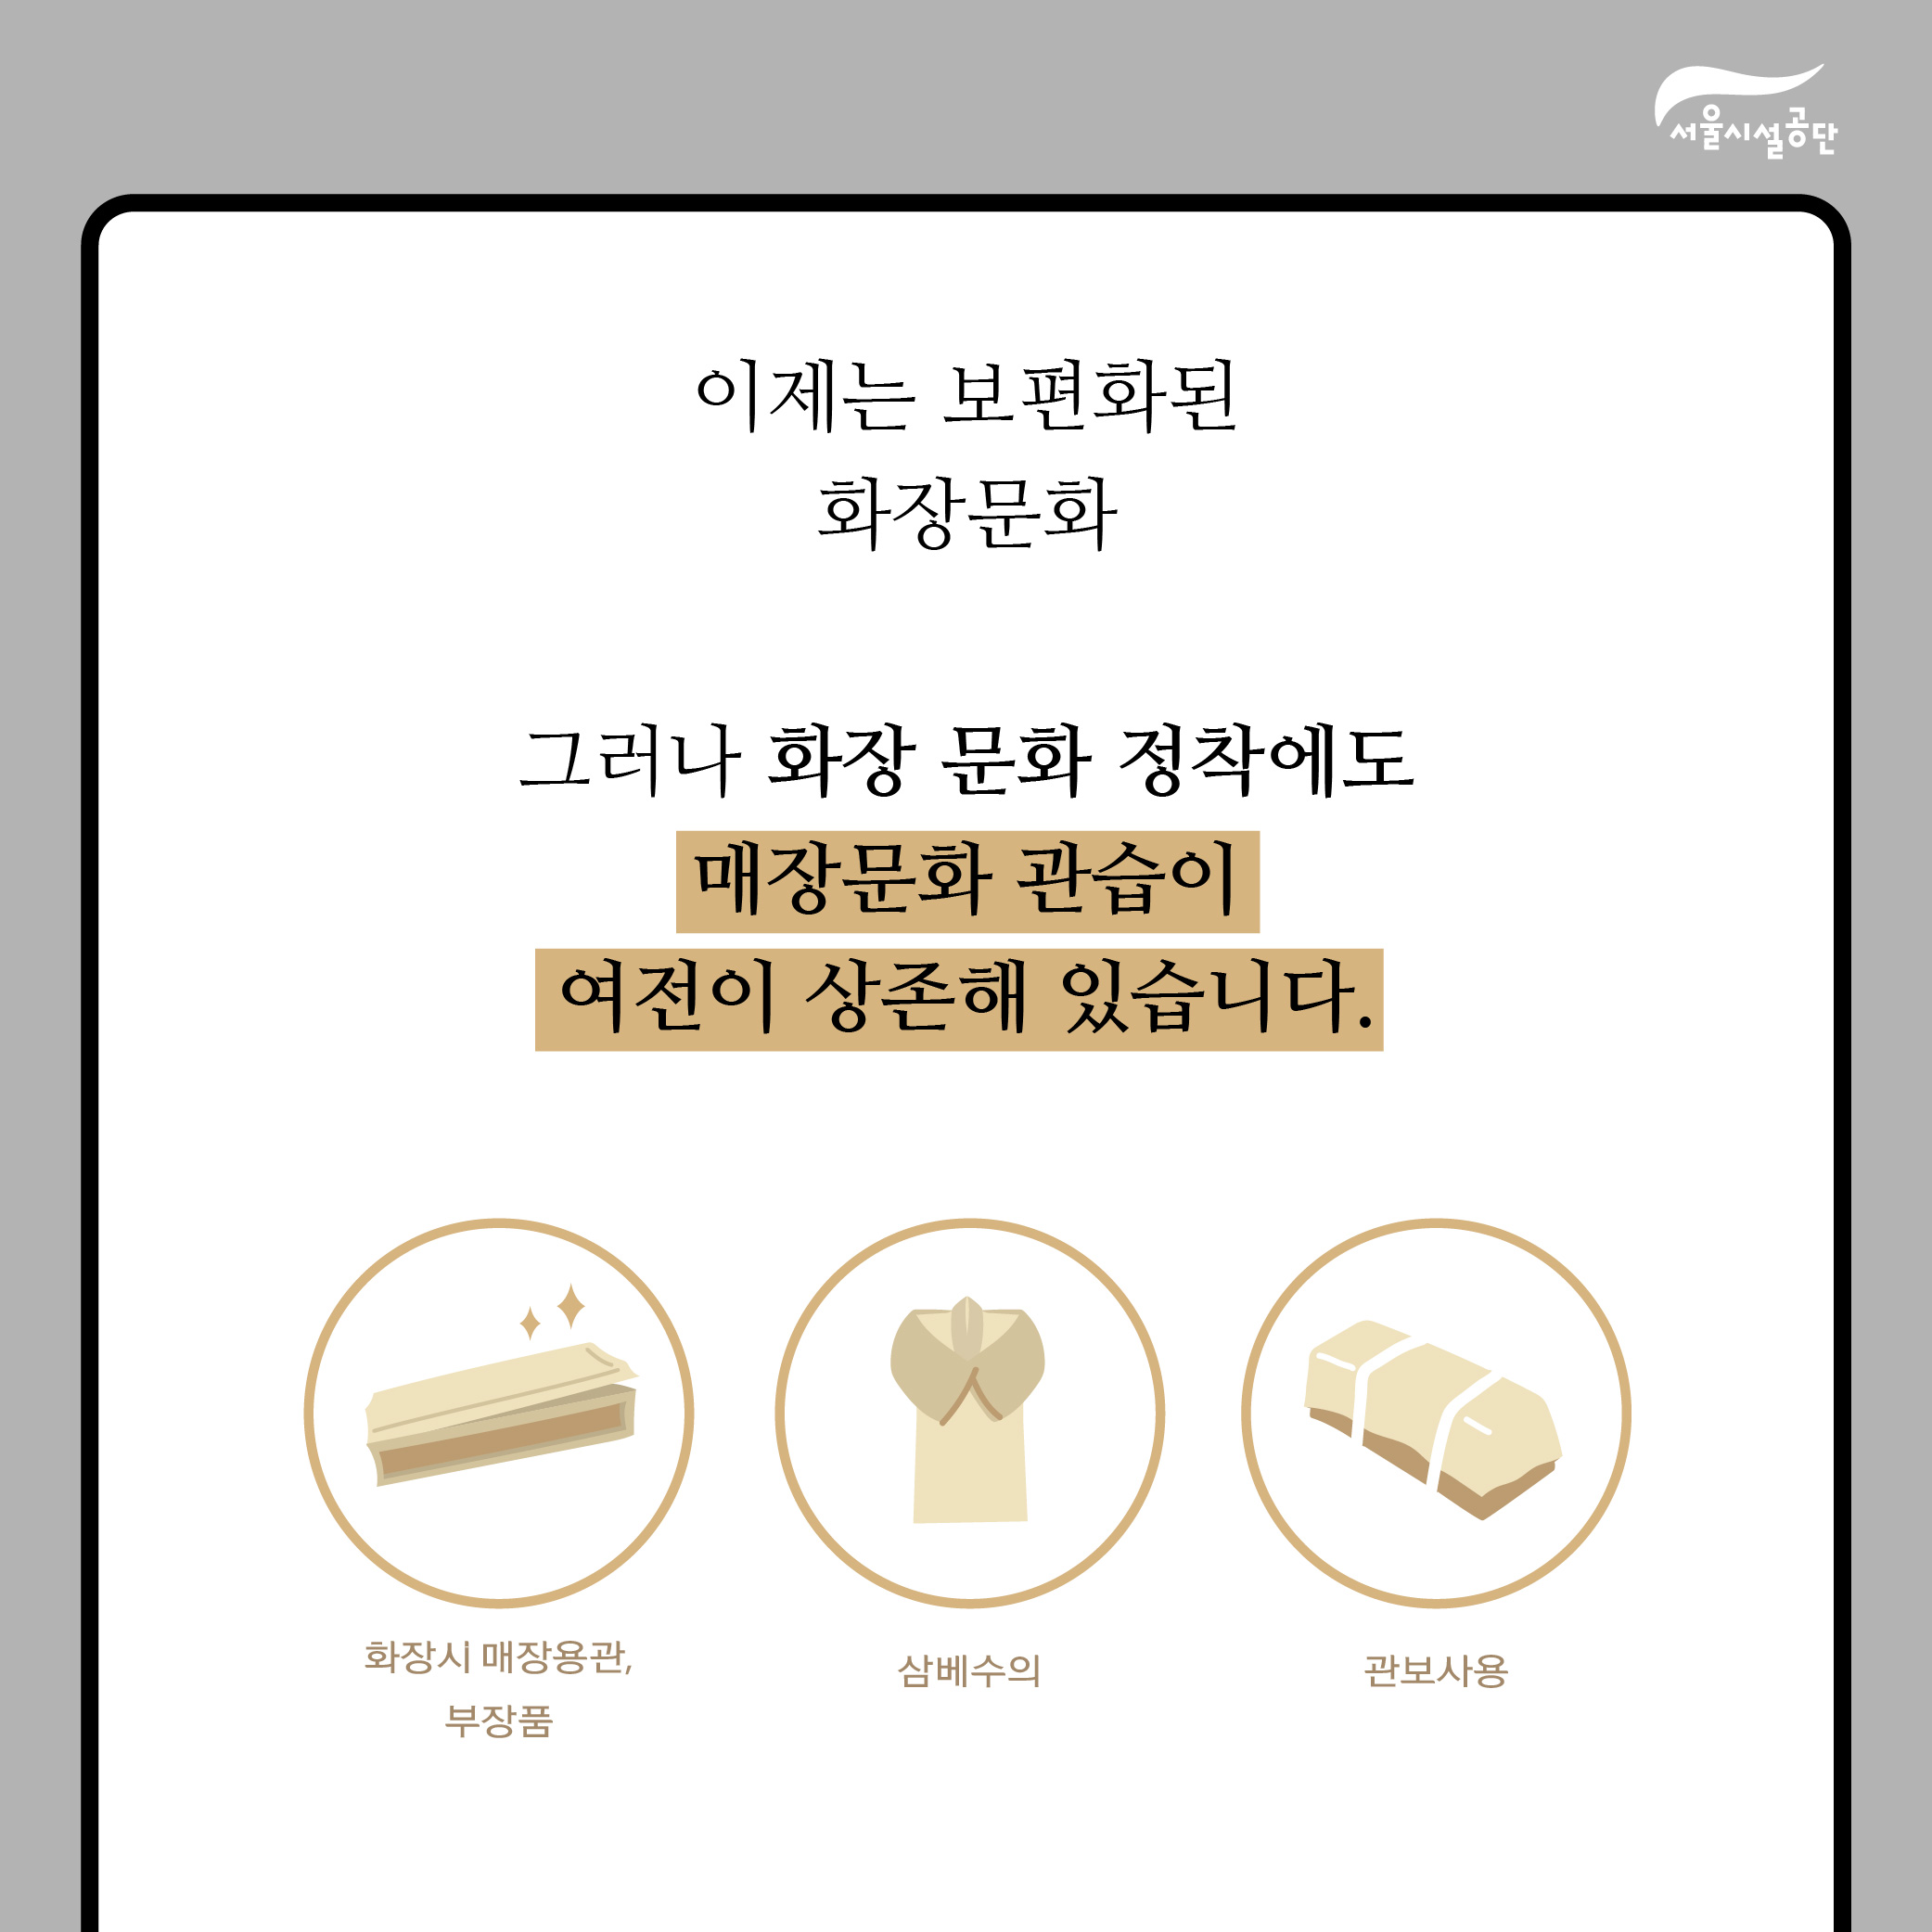 서울시설공단
이제는 보편화된
화장문화
그러나 화장 문화 정착에도
매장문화 관습이
여전이 상존해 있습니다.
화장시 매장용관,
부장품
삼베수의
관보사용